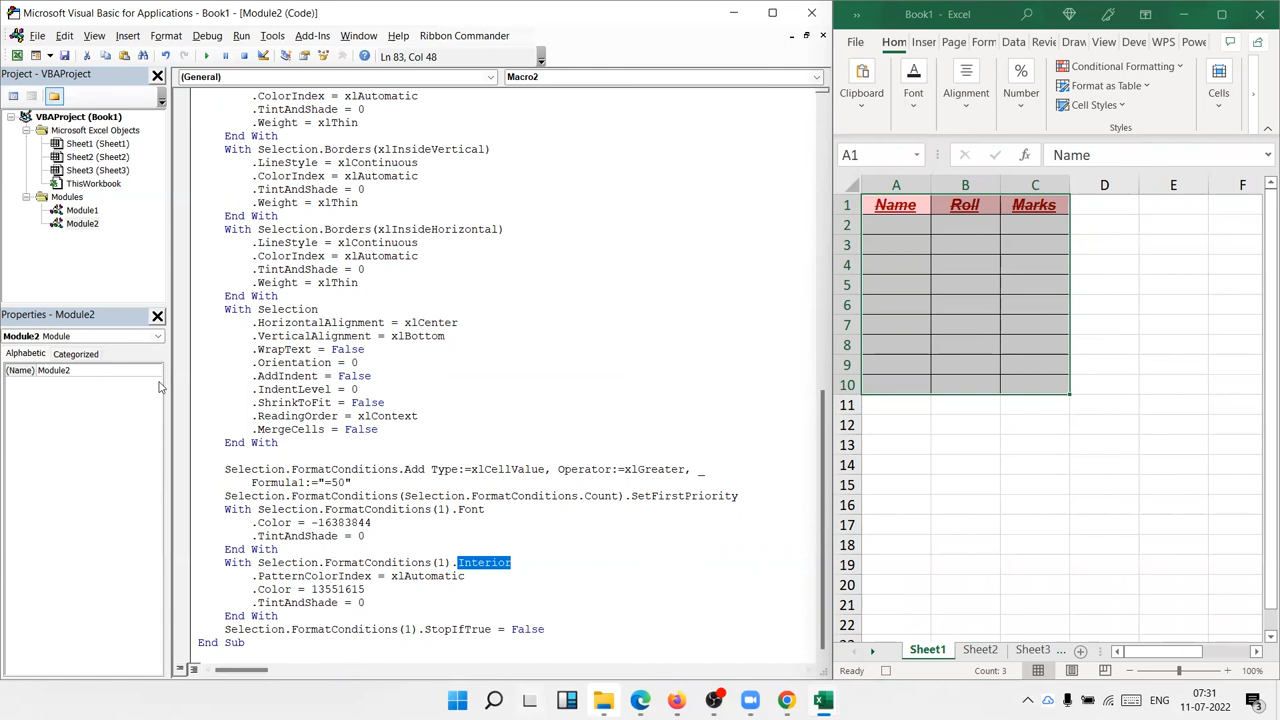 Microsoft Visual Basic for Applications - Book1 - [Module2 (Code)]
File Edit View Insert Format Debug Run Tools Add-Ins Window Help Ribbon Commander
Ln 83, Col 48
Project - VBAProject
(General)
Macro2
VBAProject (Book1)
Microsoft Excel Objects
Sheet1 (Sheet1)
Sheet2 (Sheet2)
Sheet3 (Sheet3)
ThisWorkbook
Modules
Module1
Module2
Properties - Module2
Module2 Module
Alphabetic Categorized
(Name) Module2
.ColorIndex = xlAutomatic
.TintAndShade = 0
.Weight = xlThin
End With
With Selection.Borders(xlInsideVertical)
.LineStyle = xlContinuous
.ColorIndex = xlAutomatic
.TintAndShade = 0
.Weight = xlThin
End With
With Selection.Borders(xlInsideHorizontal)
.LineStyle = xlContinuous
.ColorIndex = xlAutomatic
.TintAndShade = 0
.Weight = xlThin
End With
With Selection
.HorizontalAlignment = xlCenter
.VerticalAlignment = xlBottom
.WrapText = False
.Orientation = 0
.AddIndent = False
.IndentLevel = 0
.ShrinkToFit = False
.ReadingOrder = xlContext
.MergeCells = False
End With
Selection.FormatConditions.Add Type:=xlCellValue, Operator:=xlGreater, _
Formula1:="=50"
Selection.FormatConditions(Selection.FormatConditions.Count).SetFirstPriority
With Selection.FormatConditions(1).Font
.Color = -16383844
.TintAndShade = 0
End With
With Selection.FormatConditions(1).Interior
.PatternColorIndex = xlAutomatic
.Color = 13551615
.TintAndShade = 0
End With
Selection.FormatConditions(1).StopIfTrue = False
End Sub
Book1 - Excel
File Hom Inser Page Form Data Revie Draw View Deve WPS Powe
Clipboard
Font
Alignment
Number
Conditional Formatting
Format as Table
Cell Styles
Styles
Cells
A1
fx
Name
A B C D E F
1 Name Roll Marks
2
3
4
5
6
7
8
9
10
11
12
13
14
15
16
17
18
19
20
21
22
Sheet1 Sheet2 Sheet3 ...
Ready
Count: 3
100%
ENG
07:31
11-07-2022
3